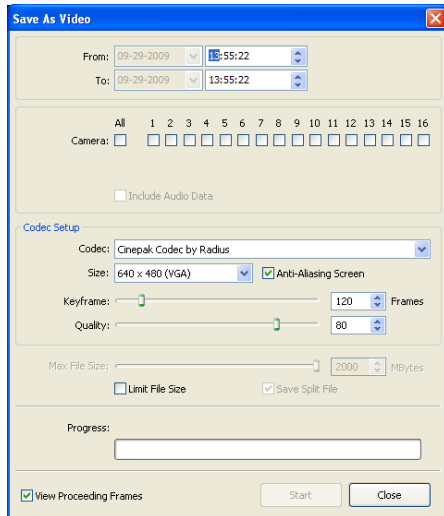 Save As Video
From: 09-29-2009 13:55:22
To: 09-29-2009 13:55:22
All 1 2 3 4 5 6 7 8 9 10 11 12 13 14 15 16
Camera:
Include Audio Data
Codec Setup
Codec: Cinepak Codec by Radius
Size: 640 x 480 (VGA) Anti-Aliasing Screen
Keyframe: 120 Frames
Quality: 80
Max File Size: 2000 MBytes
Limit File Size Save Split File
Progress:
View Proceeding Frames Start Close